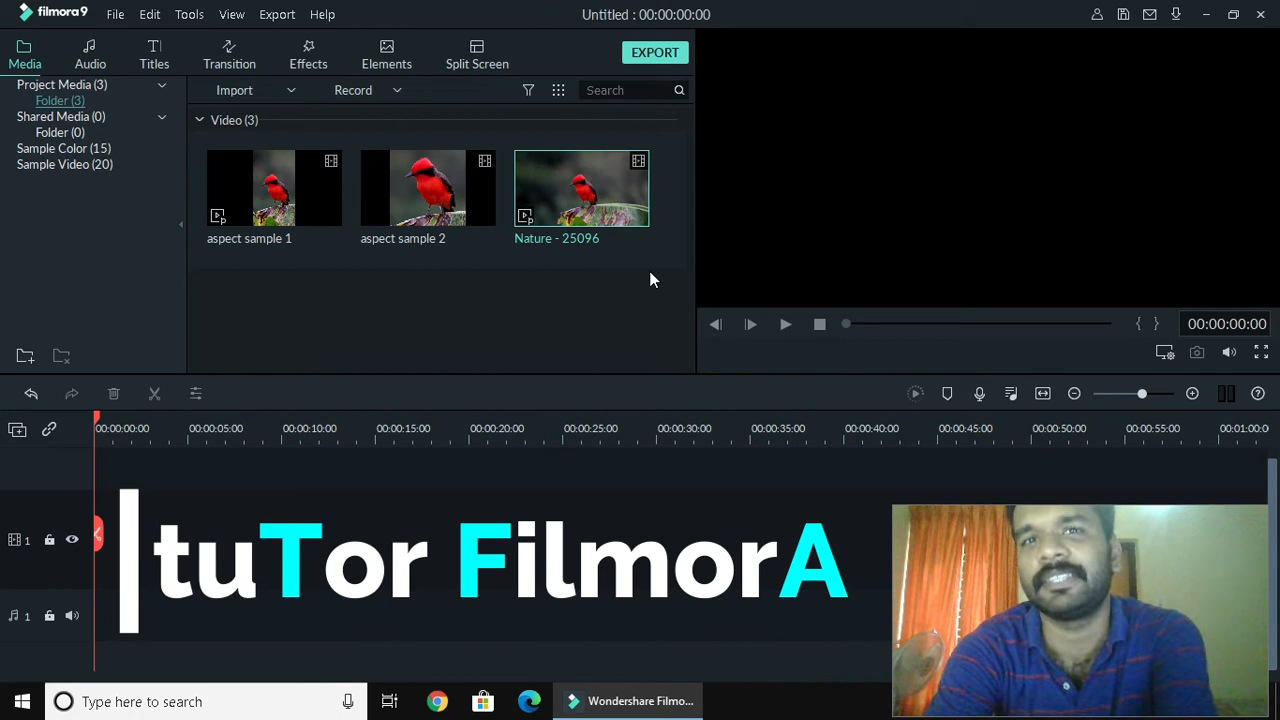 filmora9 File Edit Tools View Export Help Untitled : 00:00:00:00
Media Audio Titles Transition Effects Elements Split Screen EXPORT
Project Media (3)
Folder (3)
Shared Media (0)
Folder (0)
Sample Color (15)
Sample Video (20)
Import Record Search
Video (3)
aspect sample 1 aspect sample 2 Nature - 25096
00:00:00:00
00:00:00:00 00:00:05:00 00:00:10:00 00:00:15:00 00:00:20:00 00:00:25:00 00:00:30:00 00:00:35:00 00:00:40:00 00:00:45:00 00:00:50:00 00:00:55:00 00:01:00:0
1
tuTor FilmorA
1
Type here to search Wondershare Filmo...